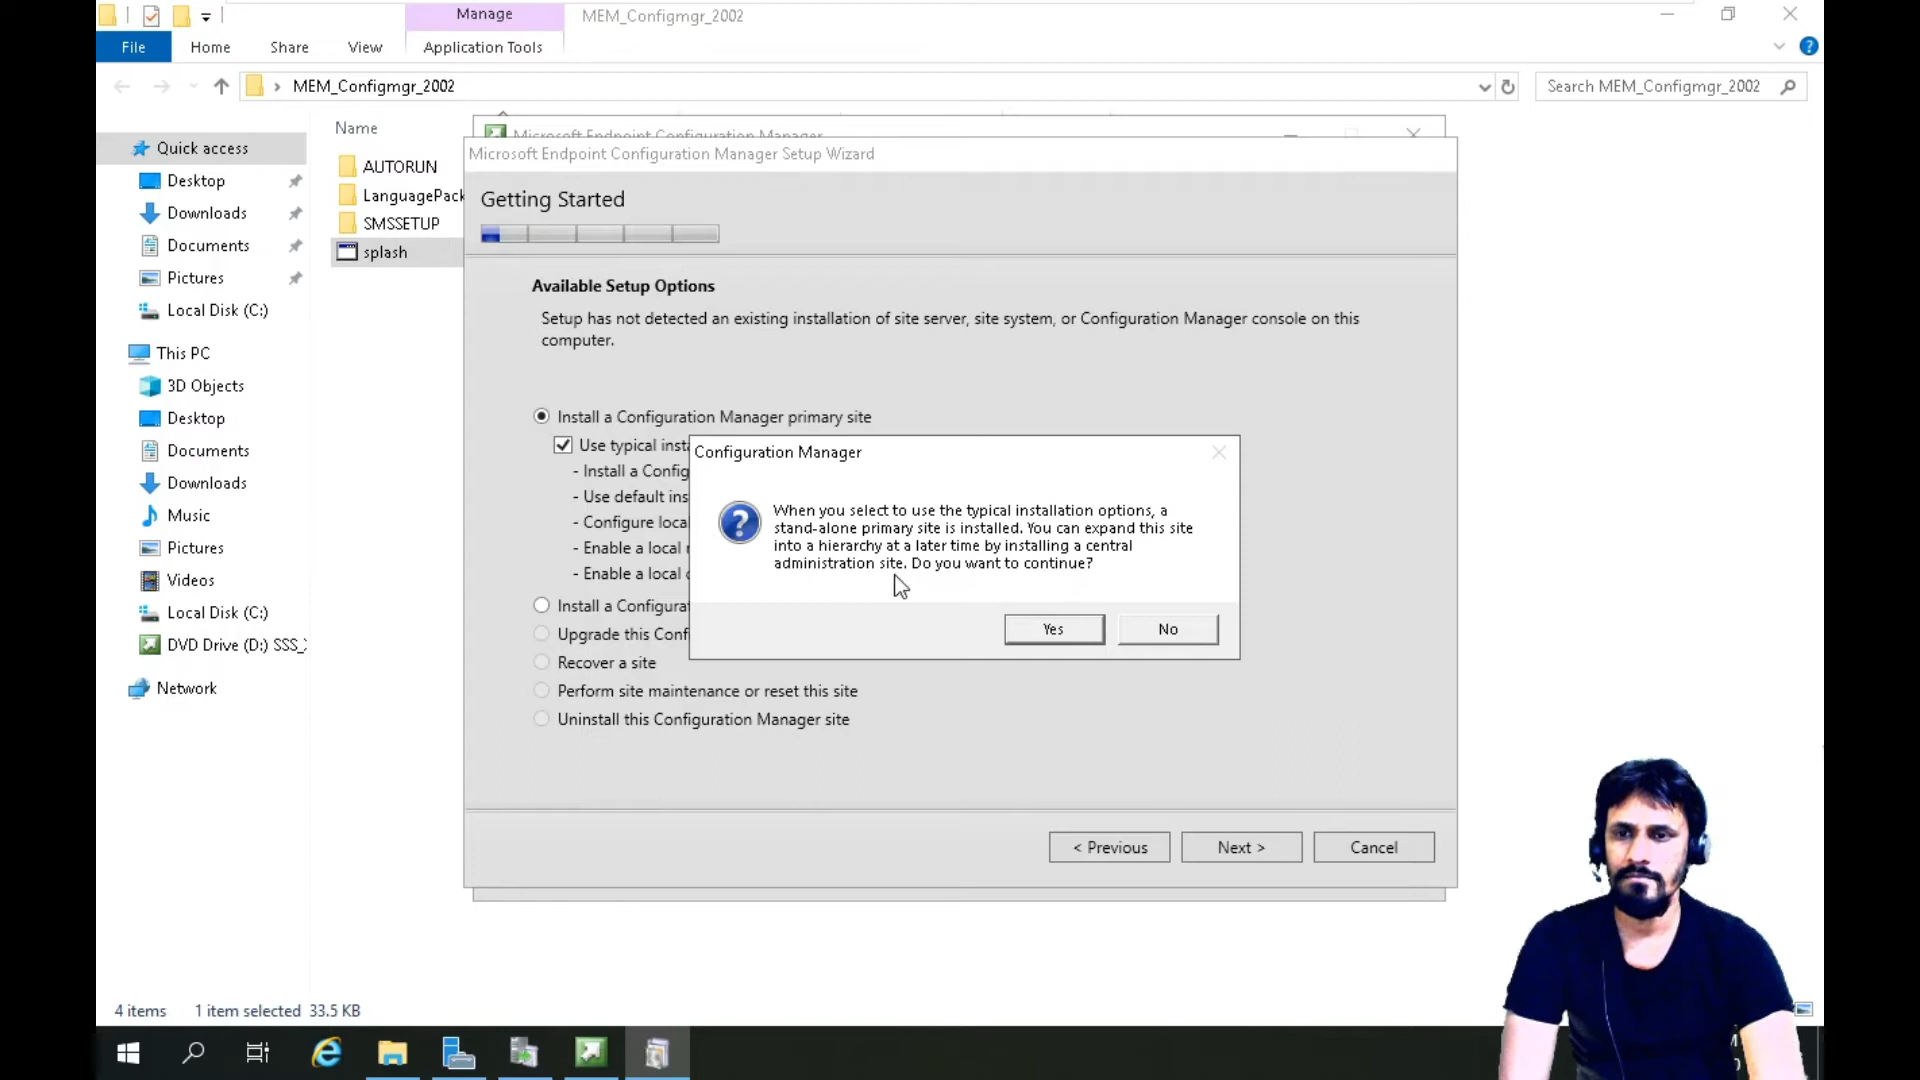 Manage
MEM_Configmgr_2002
File
Home
Share
View
Application Tools
MEM_Configmgr_2002
Search MEM_Configmgr_2002
Quick access
Desktop
Downloads
Documents
Pictures
Local Disk (C:)
This PC
3D Objects
Desktop
Documents
Downloads
Music
Pictures
Videos
Local Disk (C:)
DVD Drive (D:) SSS_
Network
Name
AUTORUN
LanguagePack
SMSSETUP
splash
Microsoft Endpoint Configuration Manager
Microsoft Endpoint Configuration Manager Setup Wizard
Getting Started
Available Setup Options
Setup has not detected an existing installation of site server, site system, or Configuration Manager console on this
computer.
Install a Configuration Manager primary site
Use typical insta
- Install a Config
- Use default ins
- Configure local
- Enable a local
- Enable a local
Install a Configurat
Upgrade this Conf
Recover a site
Perform site maintenance or reset this site
Uninstall this Configuration Manager site
Configuration Manager
When you select to use the typical installation options, a
stand-alone primary site is installed. You can expand this site
into a hierarchy at a later time by installing a central
administration site. Do you want to continue?
Yes
No
< Previous
Next >
Cancel
4 items
1 item selected 33.5 KB